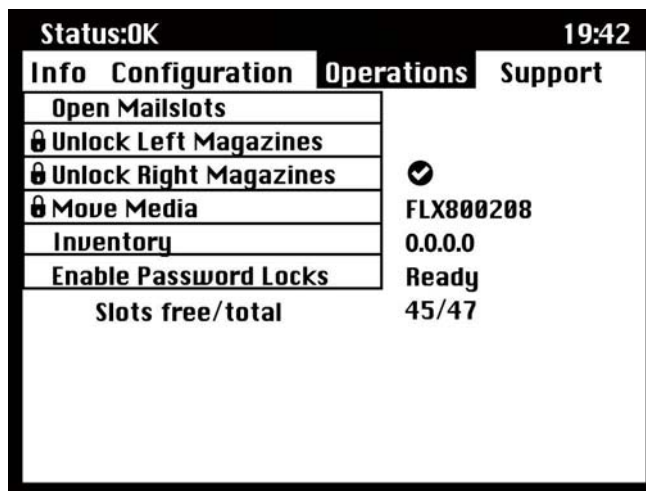 Status:OK 19:42
Info Configuration Operations Support
Open Mailslots
Unlock Left Magazines
Unlock Right Magazines
Move Media FLX800208
Inventory 0.0.0.0
Enable Password Locks Ready
Slots free/total 45/47